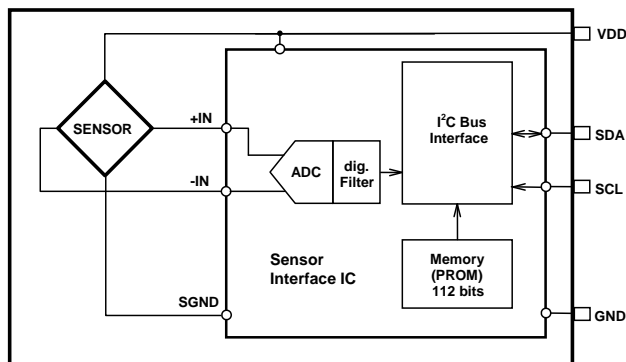 VDD
SENSOR
+IN
-IN
SGND
ADC
dig.
Filter
I²C Bus
Interface
SDA
SCL
Sensor
Interface IC
Memory
(PROM)
112 bits
GND